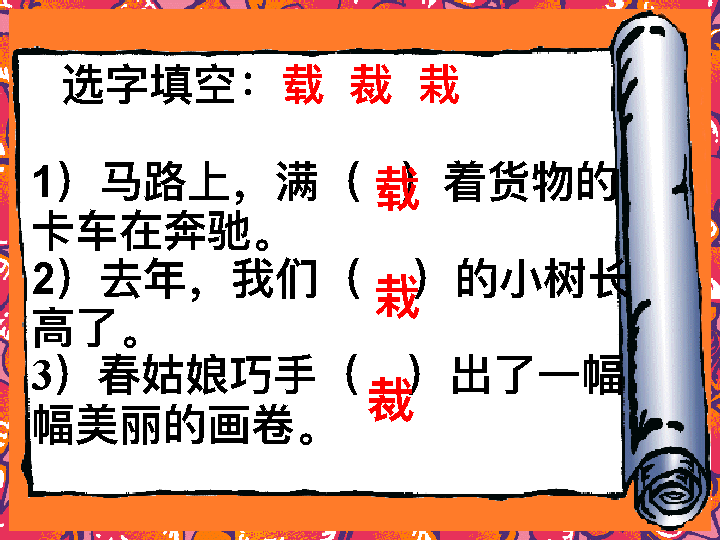 选字填空：载 裁 栽
1）马路上，满（载）着货物的
卡车在奔驰。
2）去年，我们（栽）的小树长
高了。
3）春姑娘巧手（裁）出了一幅
幅美丽的画卷。